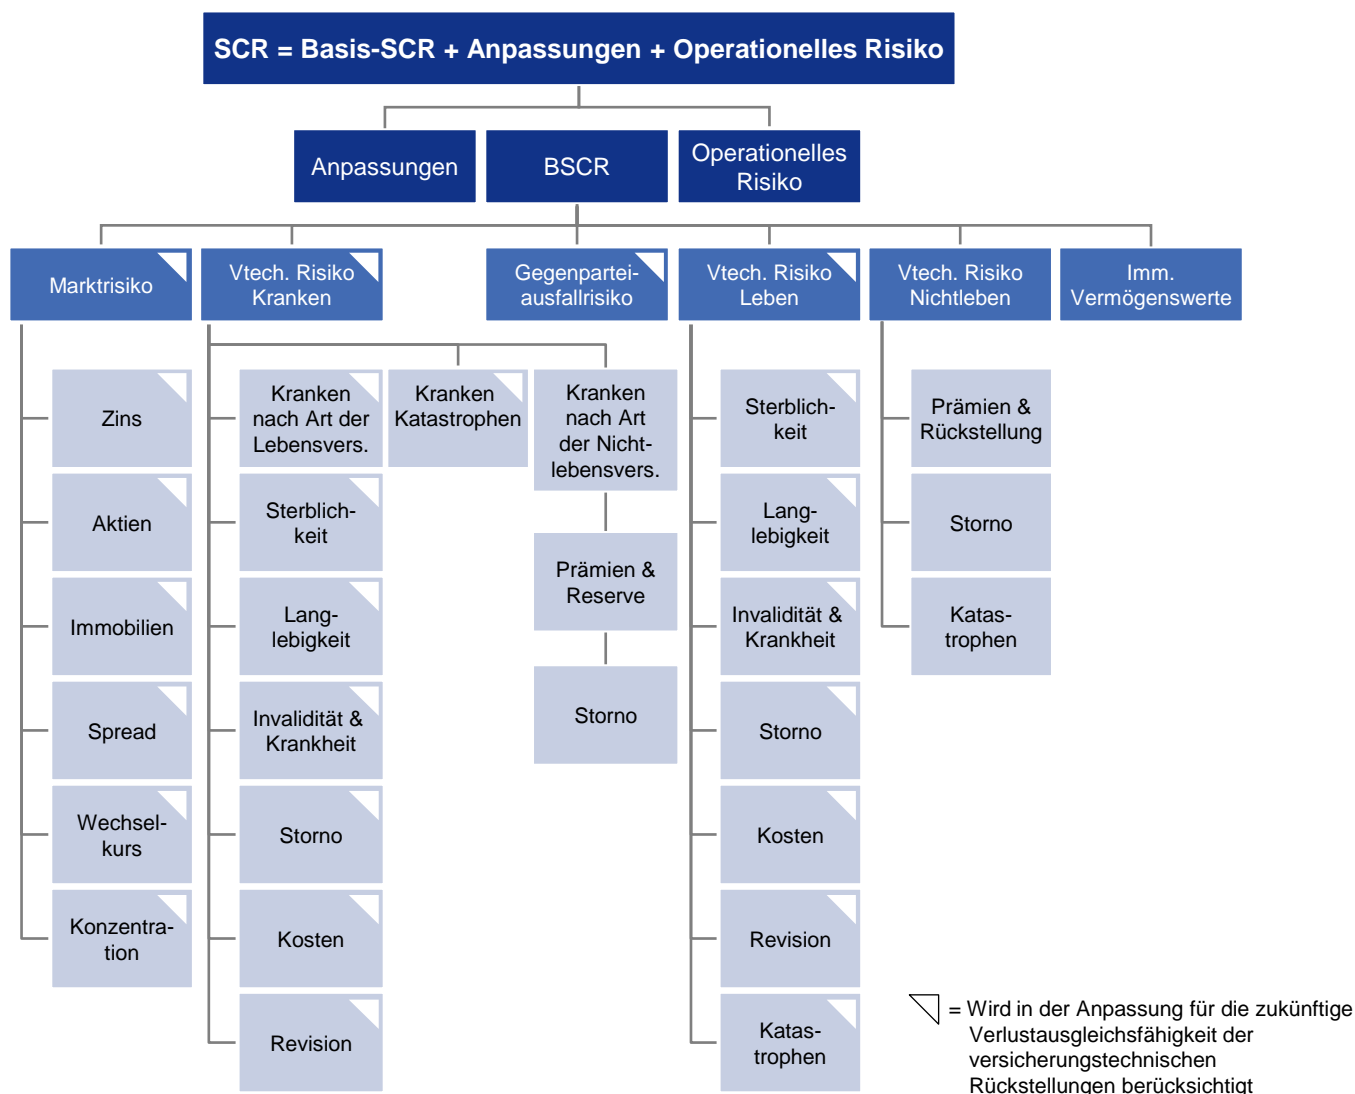 SCR = Basis-SCR + Anpassungen + Operationelles Risiko
Anpassungen
BSCR
Operationelles
Risiko
Marktrisiko
Vtech. Risiko
Kranken
Gegenpartei-
ausfallrisiko
Vtech. Risiko
Leben
Vtech. Risiko
Nichtleben
Imm.
Vermögenswerte
Zins
Aktien
Immobilien
Spread
Wechsel-
kurs
Konzentra-
tion
Kranken
nach Art der
Lebensvers.
Sterblich-
keit
Lang-
lebigkeit
Invalidität &
Krankheit
Storno
Kosten
Revision
Kranken
Katastrophen
Kranken
nach Art
der Nicht-
lebensvers.
Prämien &
Reserve
Storno
Sterblich-
keit
Lang-
lebigkeit
Invalidität &
Krankheit
Storno
Kosten
Revision
Katas-
trophen
Prämien &
Rückstellung
Storno
Katas-
trophen
= Wird in der Anpassung für die zukünftige
Verlustausgleichsfähigkeit der
versicherungstechnischen
Rückstellungen berücksichtigt